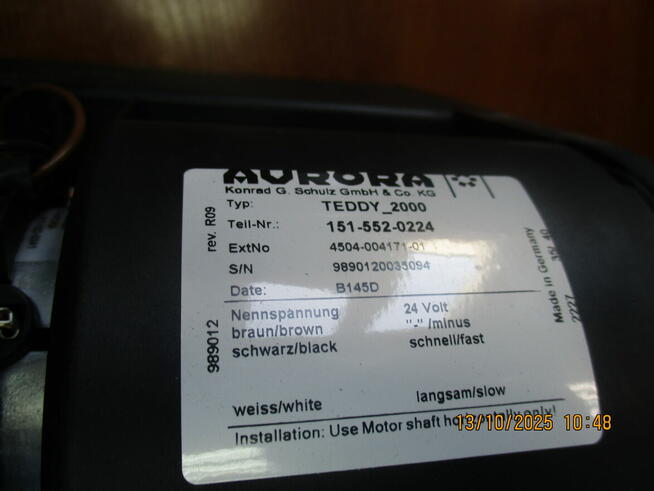 AURORA
Konrad G. Schulz GmbH & Co. KG
Typ: TEDDY_2000
Teil-Nr.: 151-552-0224
ExtNo 4504-004171-01
S/N 9890120035094
Date: B145D
Nennspannung 24 Volt
braun/brown "-" /minus
schwarz/black schnell/fast
weiss/white langsam/slow
Installation: Use Motor shaft horizontally only!
989012 rev. R09
Made in Germany
13/10/2025 10:48